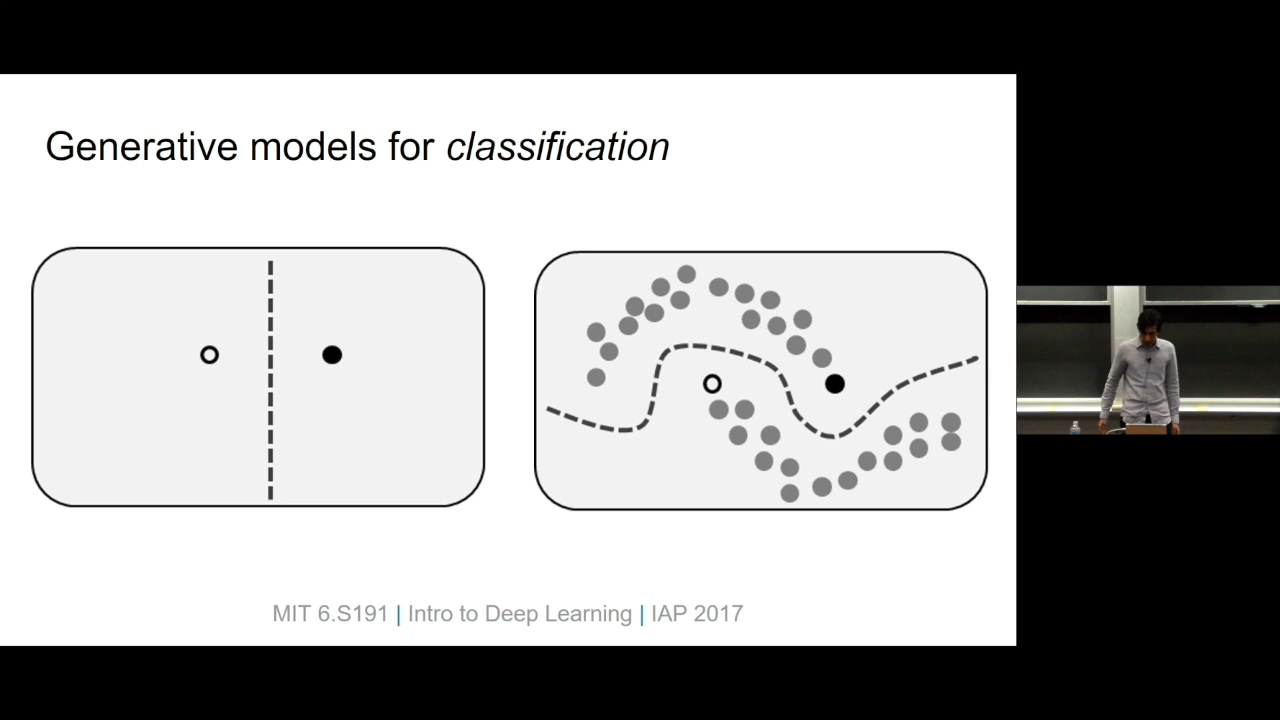 Generative models for classification
MIT 6.S191 | Intro to Deep Learning | IAP 2017